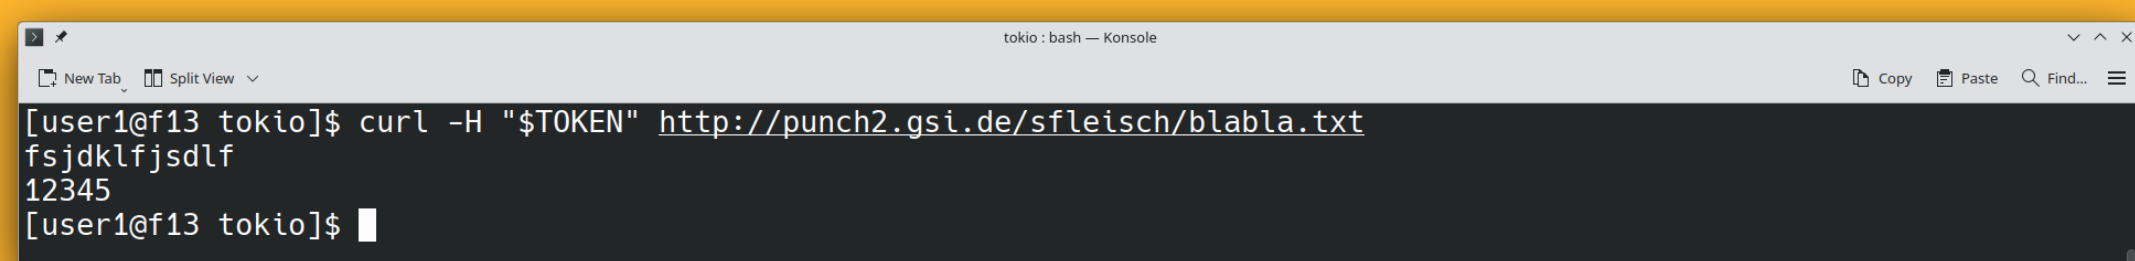 tokio : bash — Konsole
New Tab Split View Copy Paste Find...
[user1@f13 tokio]$ curl -H "$TOKEN" http://punch2.gsi.de/sfleisch/blabla.txt
fsjdklfjsdlf
12345
[user1@f13 tokio]$